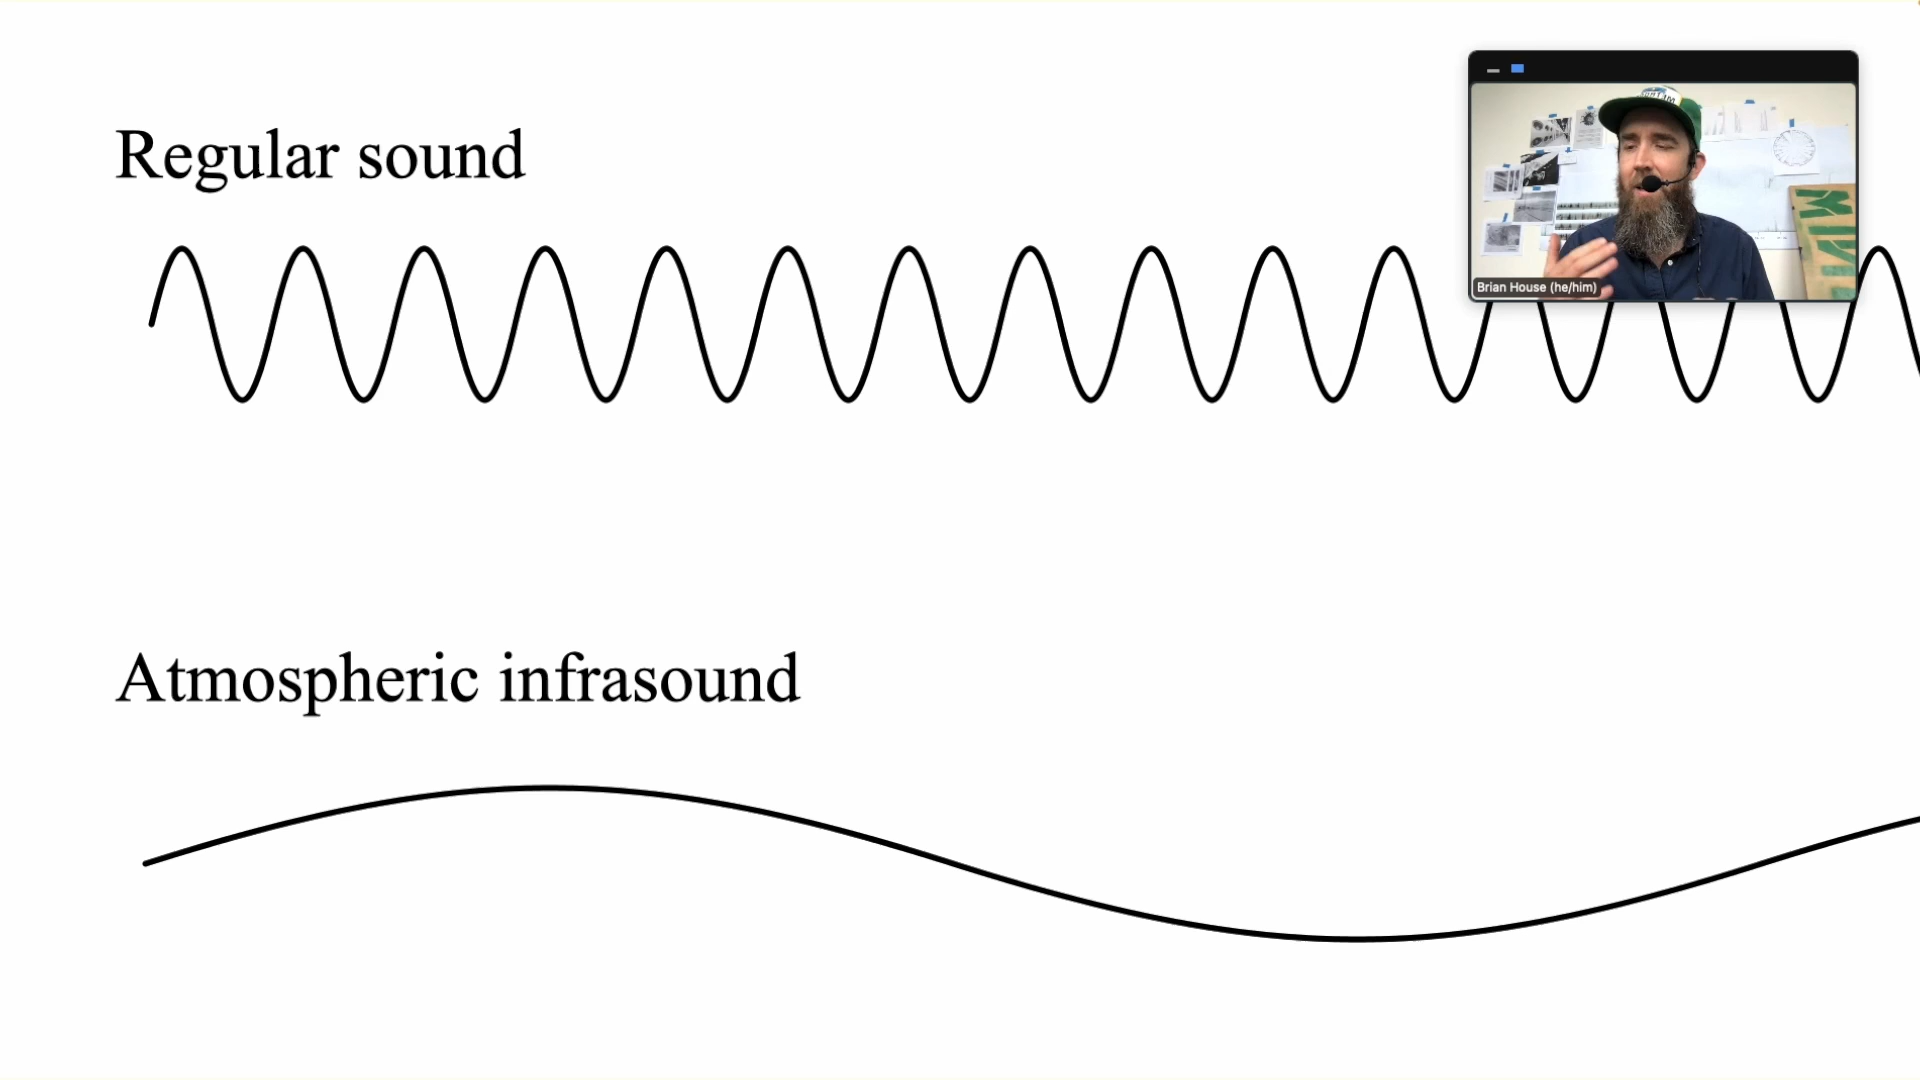 Regular sound
Brian House (he/him)
Atmospheric infrasound